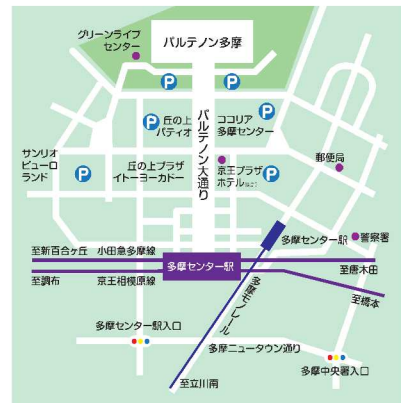 グリーンライフ
センター
パルテノン多摩
P
P
P
P
P
P
丘の上
パティオ
ココリア
多摩センター
パルテノン大通り
サンリオ
ピューロ
ランド
丘の上プラザ
イトーヨーカドー
京王プラザ
ホテル
郵便局
多摩センター駅
警察署
至新百合ヶ丘 小田急多摩線
多摩センター駅
至唐木田
至調布 京王相模原線
至橋本
多摩モノレール
多摩センター駅入口
多摩ニュータウン通り
多摩中央署入口
至立川南